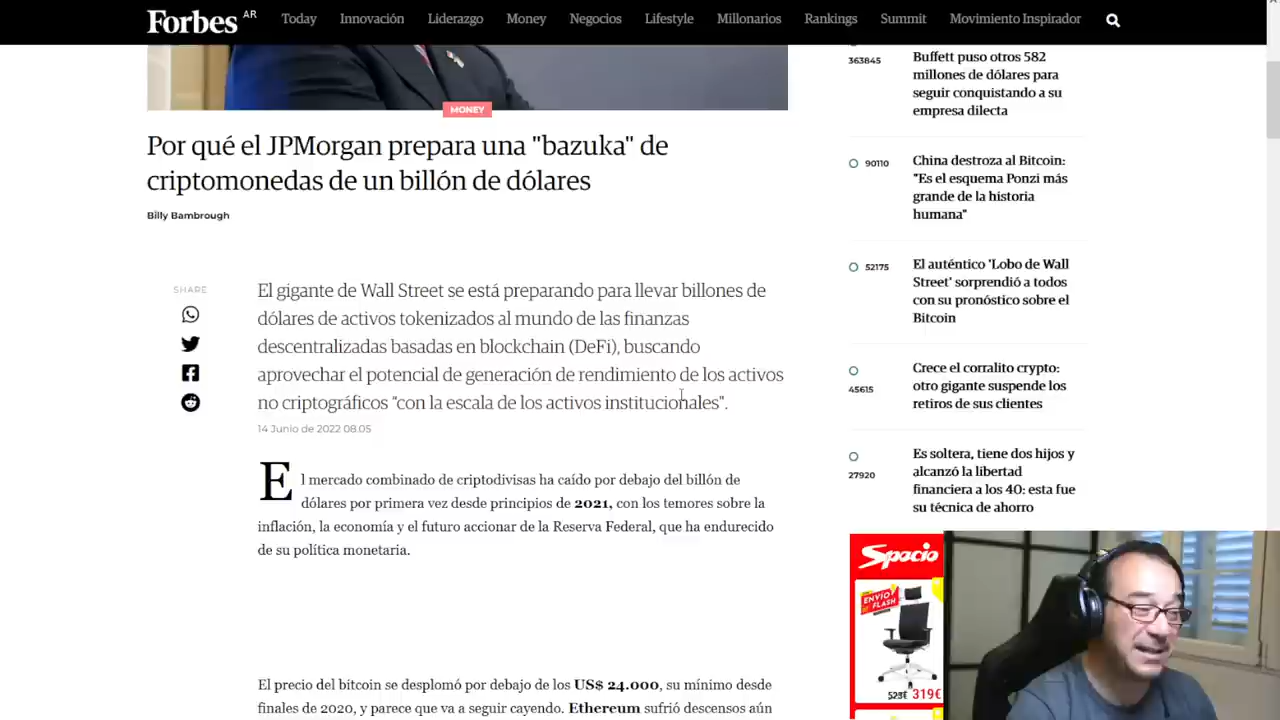 Forbes AR
Today Innovación Liderazgo Money Negocios Lifestyle Millonarios Rankings Summit Movimiento Inspirador
MONEY
Por qué el JPMorgan prepara una "bazuka" de
criptomonedas de un billón de dólares
Billy Bambrough
SHARE
El gigante de Wall Street se está preparando para llevar billones de
dólares de activos tokenizados al mundo de las finanzas
descentralizadas basadas en blockchain (DeFi), buscando
aprovechar el potencial de generación de rendimiento de los activos
no criptográficos "con la escala de los activos institucionales".
14 Junio de 2022 08.05
El mercado combinado de criptodivisas ha caído por debajo del billón de
dólares por primera vez desde principios de 2021, con los temores sobre la
inflación, la economía y el futuro accionar de la Reserva Federal, que ha endurecido
de su política monetaria.
El precio del bitcoin se desplomó por debajo de los US$ 24.000, su mínimo desde
finales de 2020, y parece que va a seguir cayendo. Ethereum sufrió descensos aún
363845
Buffett puso otros 582
millones de dólares para
seguir conquistando a su
empresa dilecta
90110
China destroza al Bitcoin:
"Es el esquema Ponzi más
grande de la historia
humana"
52175
El auténtico 'Lobo de Wall
Street' sorprendió a todos
con su pronóstico sobre el
Bitcoin
45615
Crece el corralito crypto:
otro gigante suspende los
retiros de sus clientes
27920
Es soltera, tiene dos hijos y
alcanzó la libertad
financiera a los 40: esta fue
su técnica de ahorro
Spacio
ENVIO
FLASH
523€ 319€